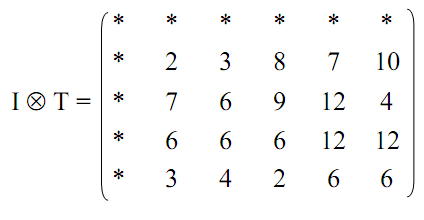 * * * * * *
* 2 3 8 7 10
I ⊗ T = * 7 6 9 12 4
* 6 6 6 12 12
* 3 4 2 6 6